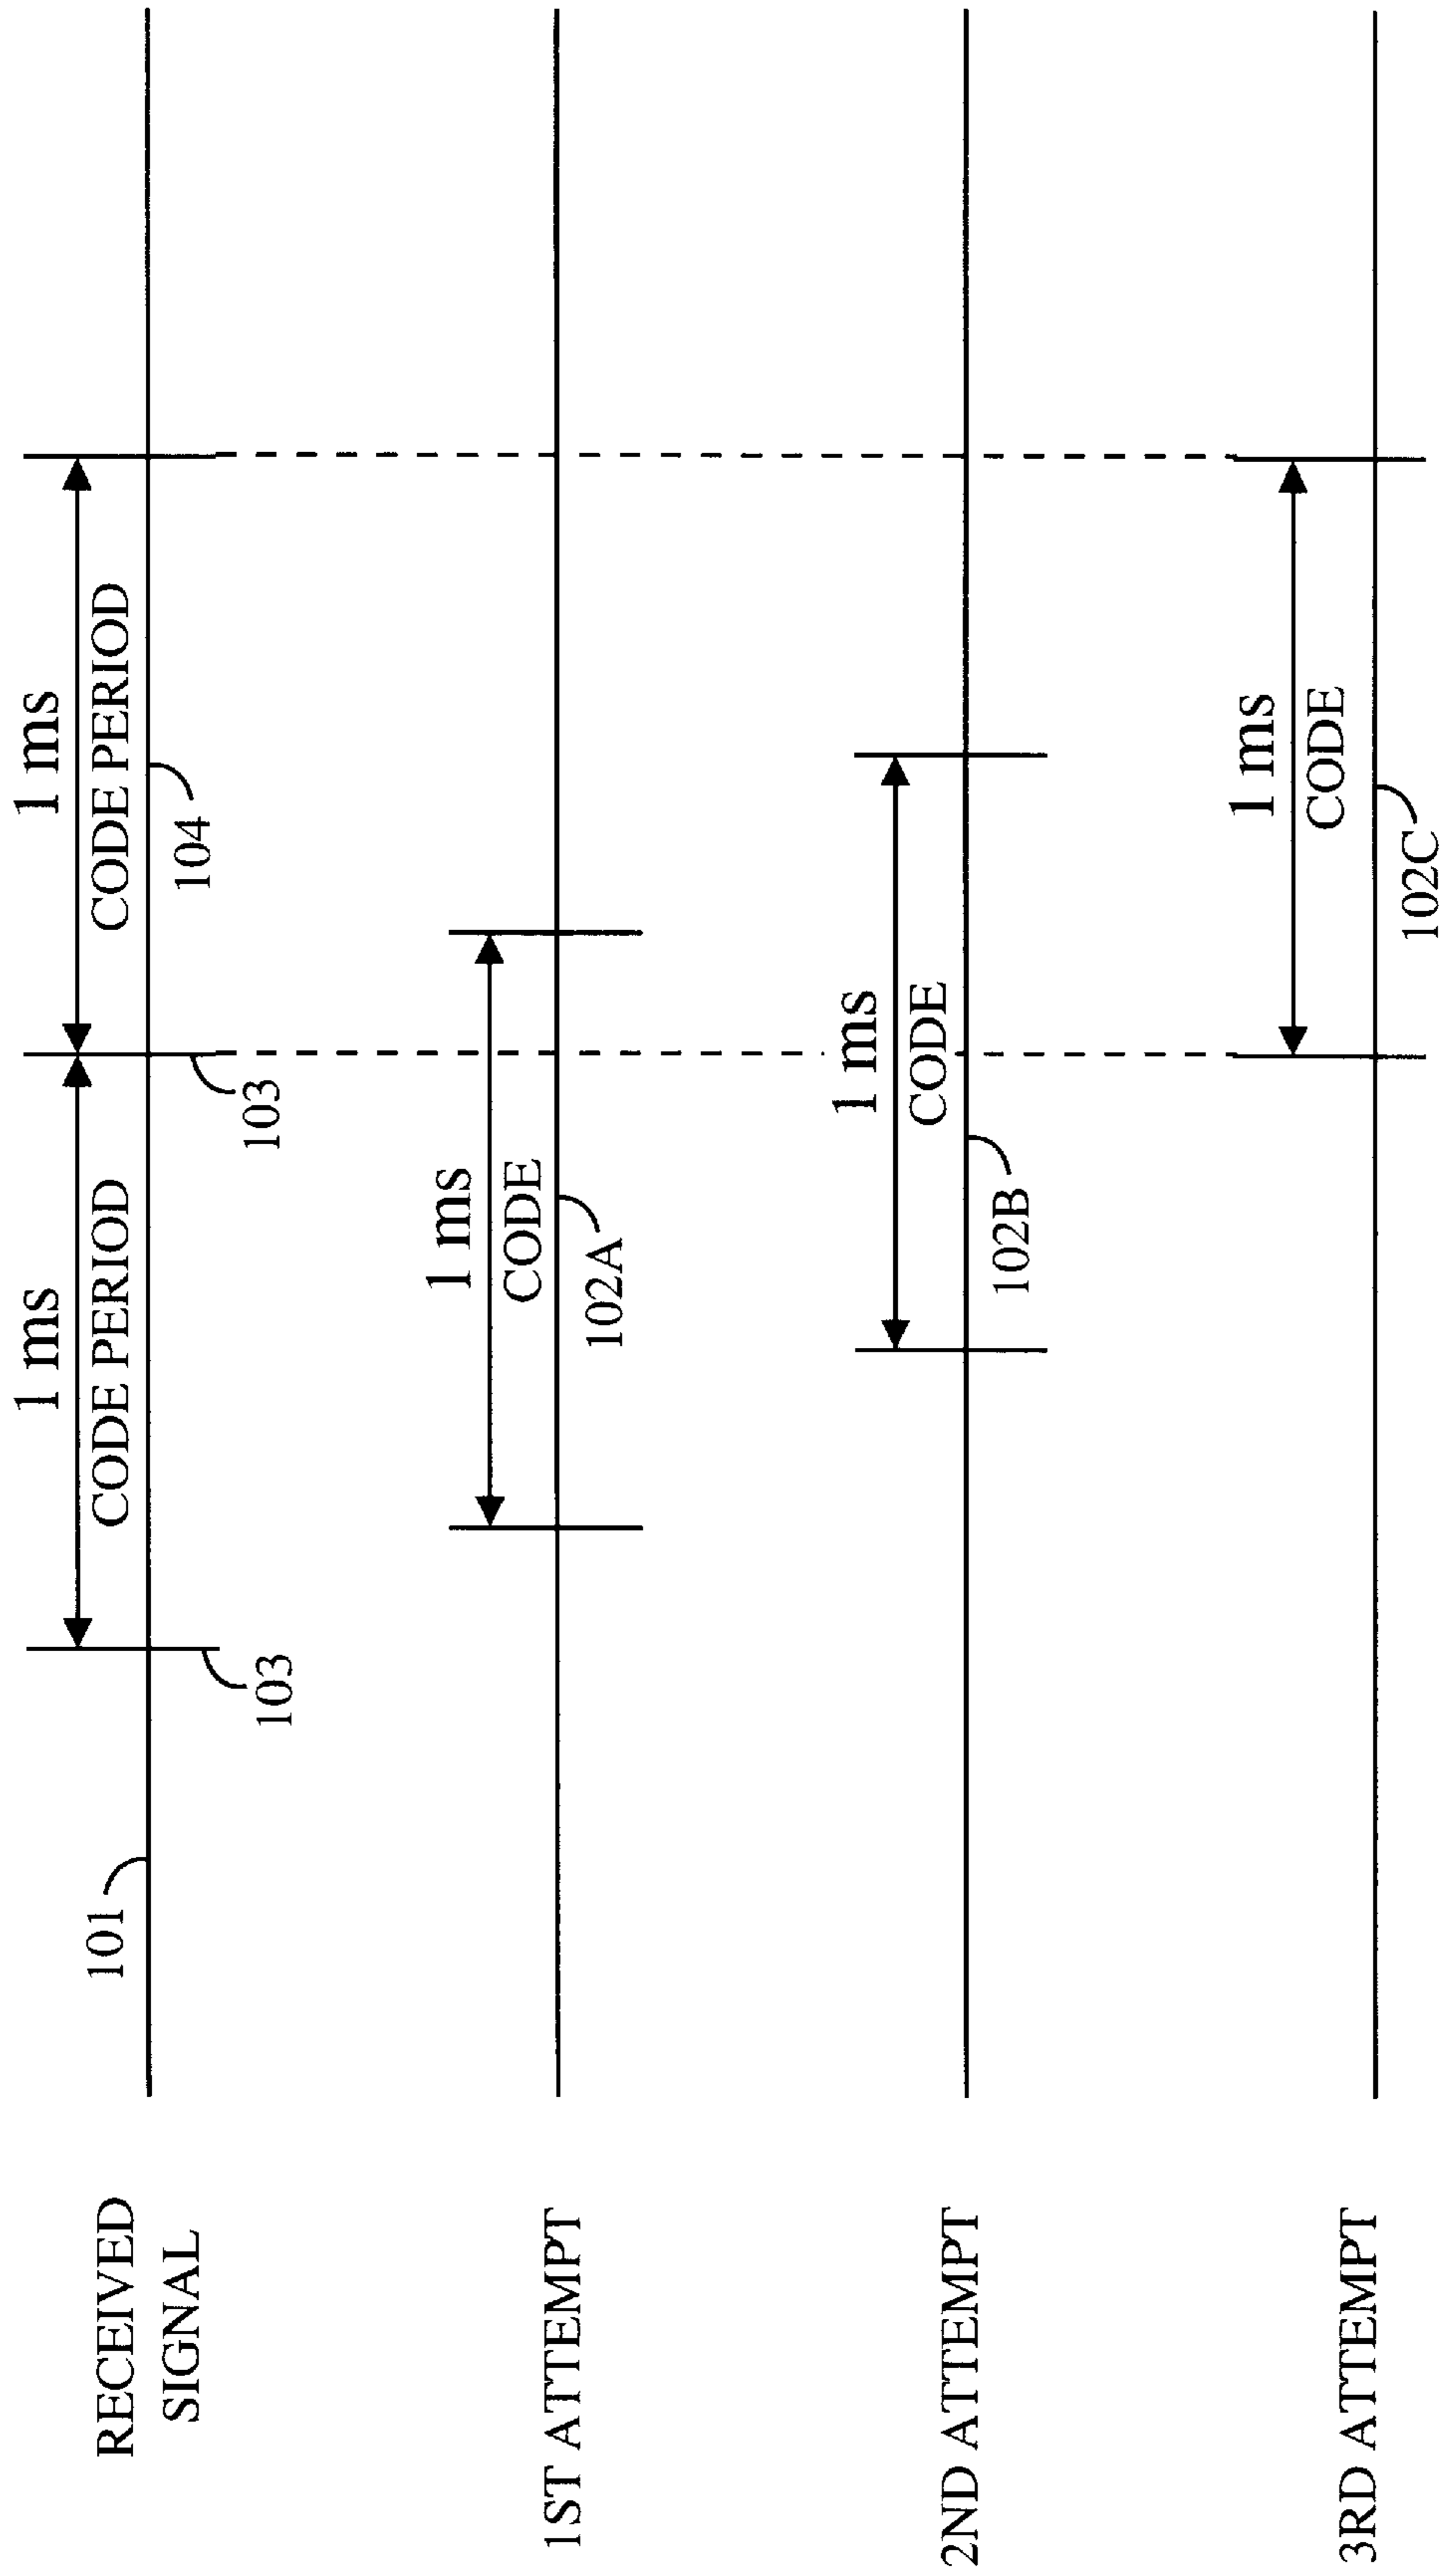 RECEIVED
SIGNAL
101
103
1 ms
CODE PERIOD
103
1 ms
CODE PERIOD
104
1ST ATTEMPT
1 ms
CODE
102A
2ND ATTEMPT
1 ms
CODE
102B
3RD ATTEMPT
1 ms
CODE
102C